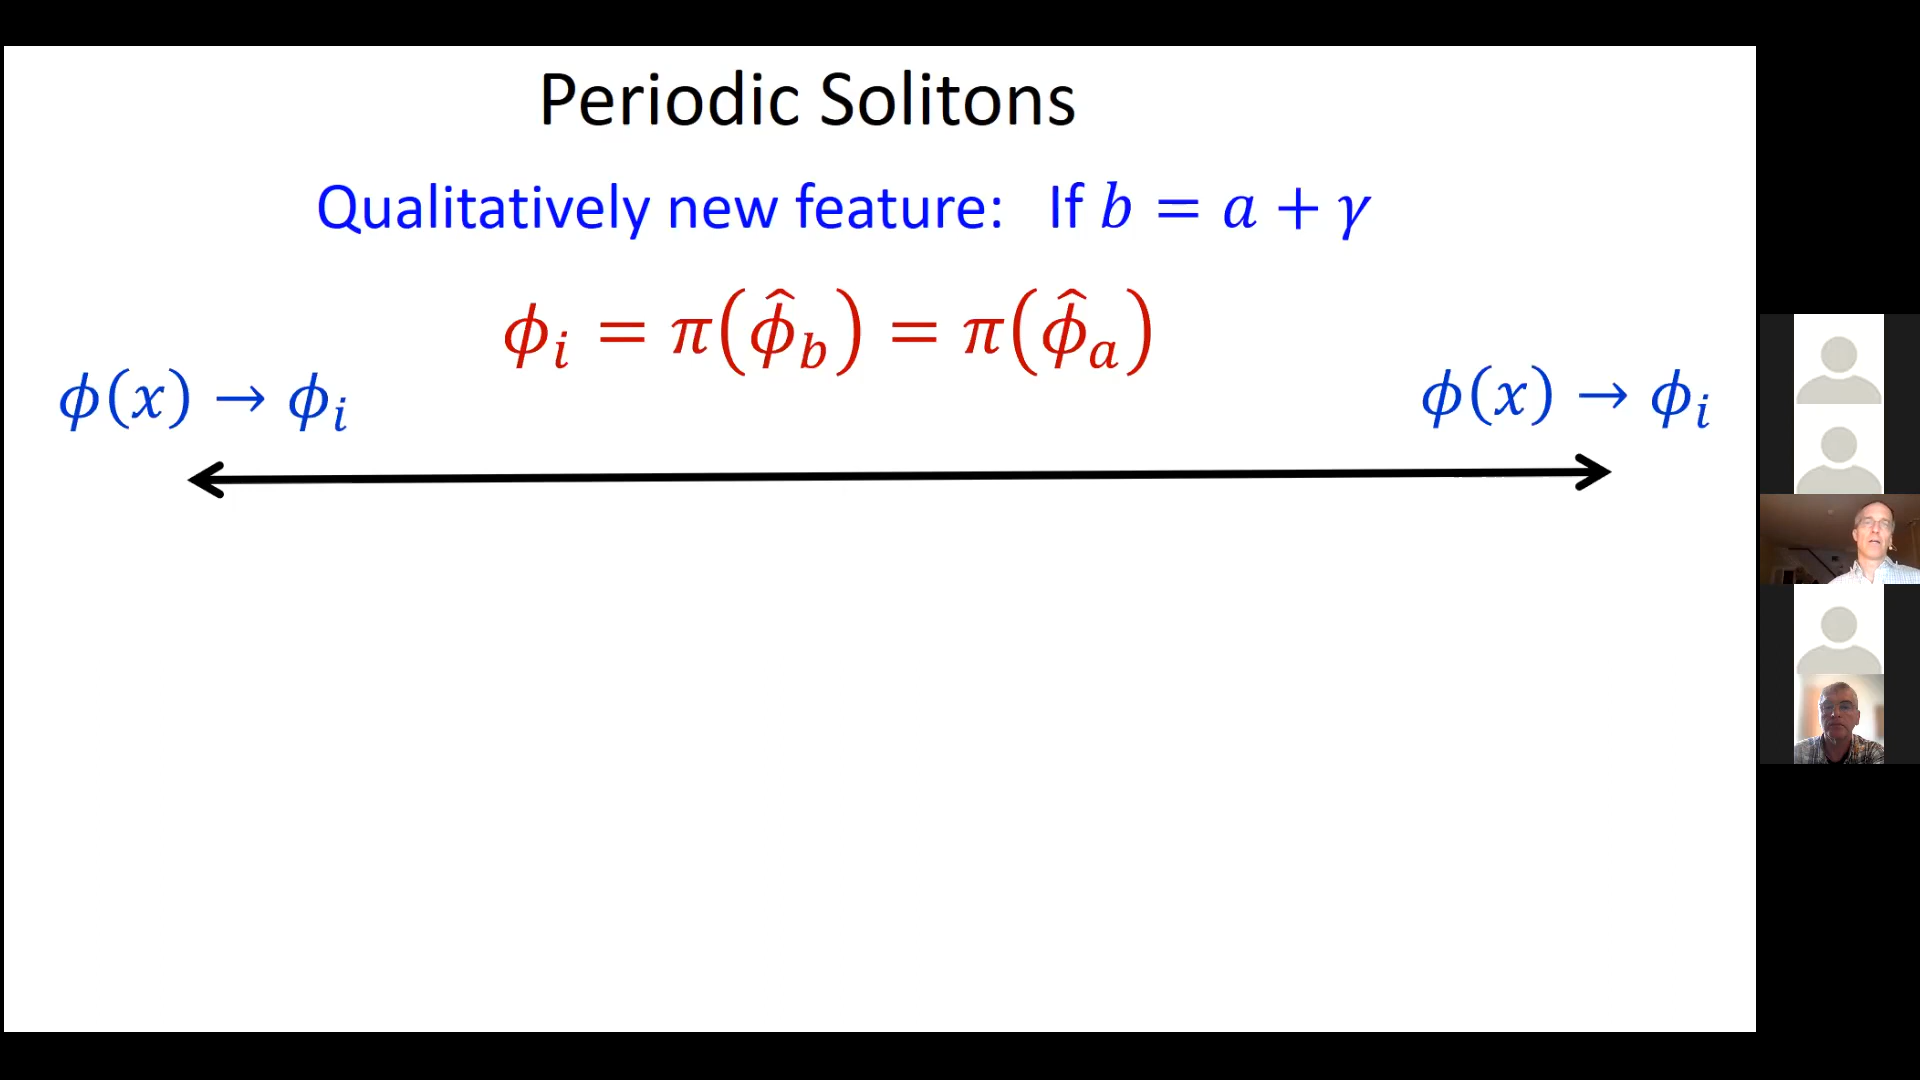 Periodic Solitons
Qualitatively new feature: If b = a + γ
ϕ_i = π(ϕ̂_b) = π(ϕ̂_a)
ϕ(x) → ϕ_i
ϕ(x) → ϕ_i